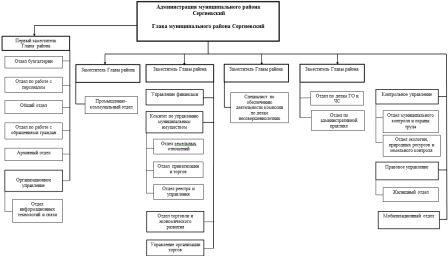 Администрация муниципального района
Сергиевский
Глава муниципального района Сергиевский
Первый заместитель
Главы района
Отдел бухгалтерии
Отдел по работе с
персоналом
Общий отдел
Отдел по работе с
обращениями граждан
Архивный отдел
Организационное
управление
Отдел
информационных
технологий и связи
Заместитель Главы района
Промышленно-
коммунальный отдел
Заместитель Главы района
Управление финансами
Комитет по управлению
муниципальным
имуществом
Отдел земельных
отношений
Отдел приватизации
и торгов
Отдел реестра и
управления
Отдел торговли и
экономического
развития
Управление организации
торгов
Заместитель Главы района
Специалист по
обеспечению
деятельности комиссии
по делам
несовершеннолетних
Заместитель Главы района
Отдел по делам ГО и
ЧС
Отдел по
административной
практике
Контрольное управление
Отдел муниципального
контроля и охраны
труда
Отдел экологии,
природных ресурсов и
земельного контроля
Правовое управление
Жилищный отдел
Мобилизационный отдел